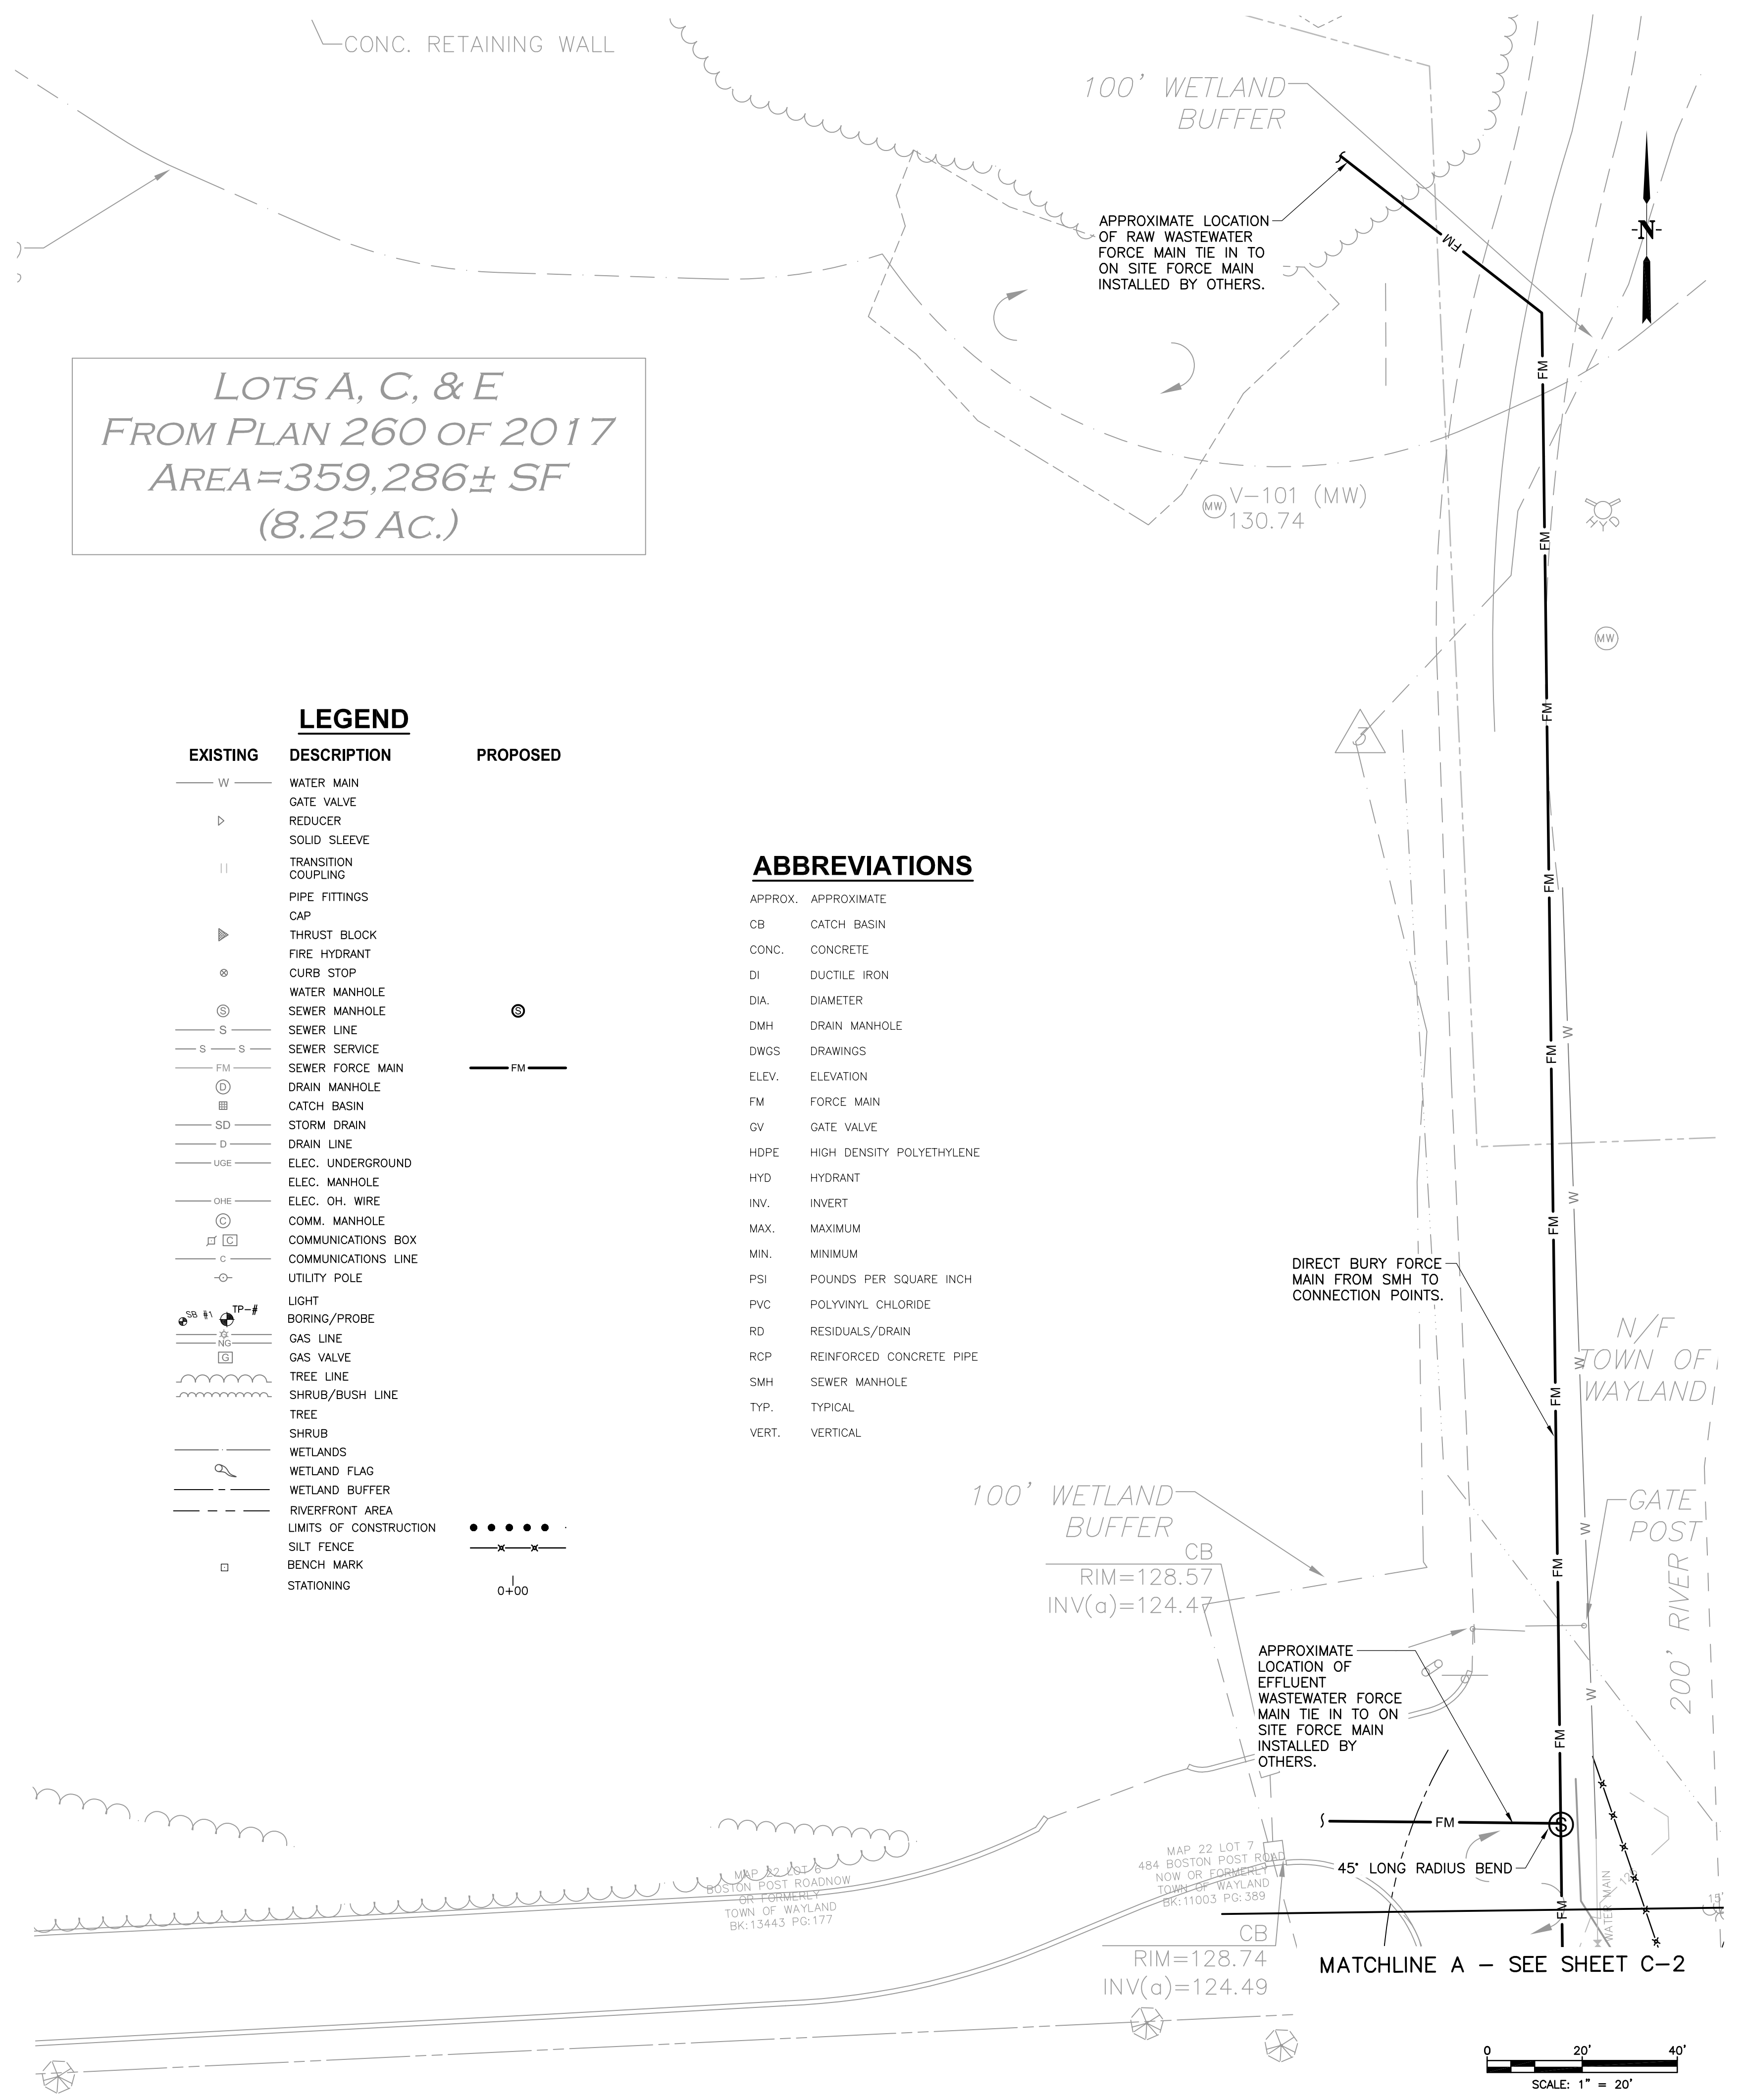 CONC. RETAINING WALL
100' WETLAND
BUFFER
APPROXIMATE LOCATION
OF RAW WASTEWATER
FORCE MAIN TIE IN TO
ON SITE FORCE MAIN
INSTALLED BY OTHERS.
FM
-N-
LOTS A, C, & E
FROM PLAN 260 OF 2017
AREA=359,286± SF
(8.25 AC.)
FM
MW
V-101 (MW)
130.74
HYD
FM
MW
FM
3
LEGEND
EXISTING DESCRIPTION PROPOSED
W WATER MAIN
GATE VALVE
REDUCER
SOLID SLEEVE
TRANSITION
COUPLING
PIPE FITTINGS
CAP
THRUST BLOCK
FIRE HYDRANT
CURB STOP
WATER MANHOLE
S SEWER MANHOLE S
S SEWER LINE
S S SEWER SERVICE
FM SEWER FORCE MAIN FM
D DRAIN MANHOLE
CATCH BASIN
SD STORM DRAIN
D DRAIN LINE
UGE ELEC. UNDERGROUND
ELEC. MANHOLE
OHE ELEC. OH. WIRE
C COMM. MANHOLE
C COMMUNICATIONS BOX
C COMMUNICATIONS LINE
UTILITY POLE
LIGHT
SB #1 TP-# BORING/PROBE
NG GAS LINE
G GAS VALVE
TREE LINE
SHRUB/BUSH LINE
TREE
SHRUB
WETLANDS
WETLAND FLAG
WETLAND BUFFER
RIVERFRONT AREA
LIMITS OF CONSTRUCTION
SILT FENCE
BENCH MARK
STATIONING 0+00
ABBREVIATIONS
APPROX. APPROXIMATE
CB CATCH BASIN
CONC. CONCRETE
DI DUCTILE IRON
DIA. DIAMETER
DMH DRAIN MANHOLE
DWGS DRAWINGS
ELEV. ELEVATION
FM FORCE MAIN
GV GATE VALVE
HDPE HIGH DENSITY POLYETHYLENE
HYD HYDRANT
INV. INVERT
MAX. MAXIMUM
MIN. MINIMUM
PSI POUNDS PER SQUARE INCH
PVC POLYVINYL CHLORIDE
RD RESIDUALS/DRAIN
RCP REINFORCED CONCRETE PIPE
SMH SEWER MANHOLE
TYP. TYPICAL
VERT. VERTICAL
FM
W
FM
W
FM
DIRECT BURY FORCE
MAIN FROM SMH TO
CONNECTION POINTS.
N/F
TOWN OF
WAYLAND
W
FM
100' WETLAND
BUFFER
GATE
POST
W
FM
CB
RIM=128.57
INV(a)=124.47
200' RIVER
W
APPROXIMATE
LOCATION OF
EFFLUENT
WASTEWATER FORCE
MAIN TIE IN TO ON
SITE FORCE MAIN
INSTALLED BY
OTHERS.
FM
FM
S
45° LONG RADIUS BEND
MAP 22 LOT 6
BOSTON POST ROADNOW
OR FORMERLY
TOWN OF WAYLAND
BK:13443 PG:177
MAP 22 LOT 7
484 BOSTON POST ROAD
NOW OR FORMERLY
TOWN OF WAYLAND
BK:11003 PG:389
FM
WATER MAIN
15'
CB
RIM=128.74
INV(a)=124.49
MATCHLINE A - SEE SHEET C-2
0 20' 40'
SCALE: 1" = 20'